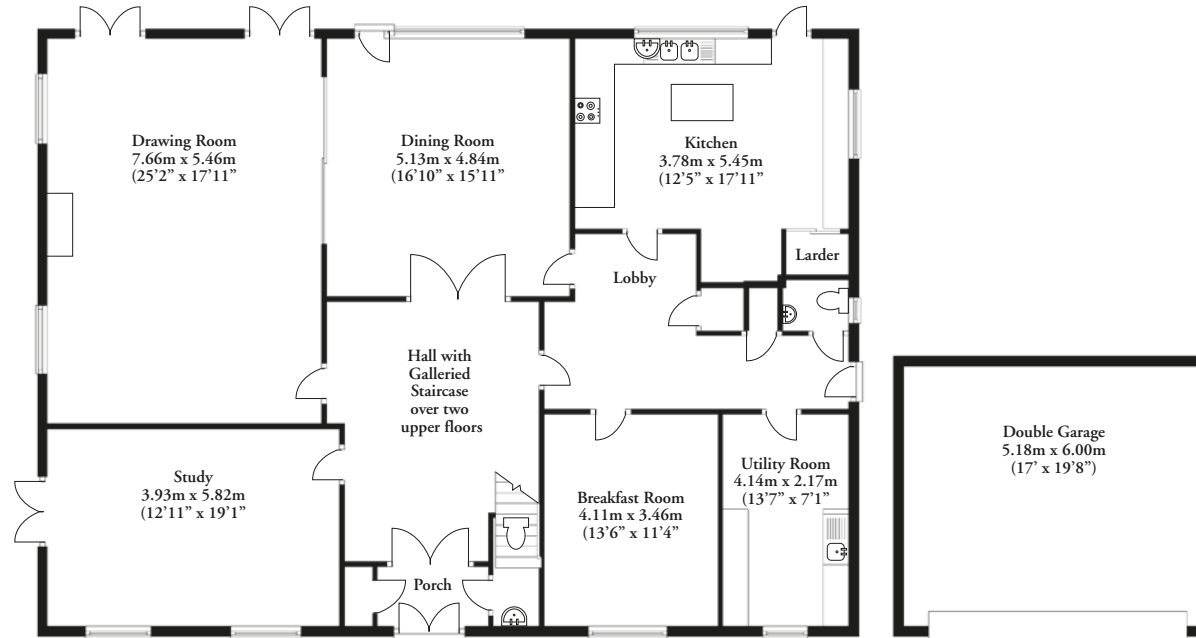 Drawing Room
7.66m x 5.46m
(25’2” x 17’11”)
Dining Room
5.13m x 4.84m
(16’10” x 15’11”)
Kitchen
3.78m x 5.45m
(12’5” x 17’11”)
Larder
Lobby
Hall with
Galleried
Staircase
over two
upper floors
Study
3.93m x 5.82m
(12’11” x 19’1”)
Porch
Breakfast Room
4.11m x 3.46m
(13’6” x 11’4”
Utility Room
4.14m x 2.17m
(13’7” x 7’1”)
Double Garage
5.18m x 6.00m
(17’ x 19’8”)